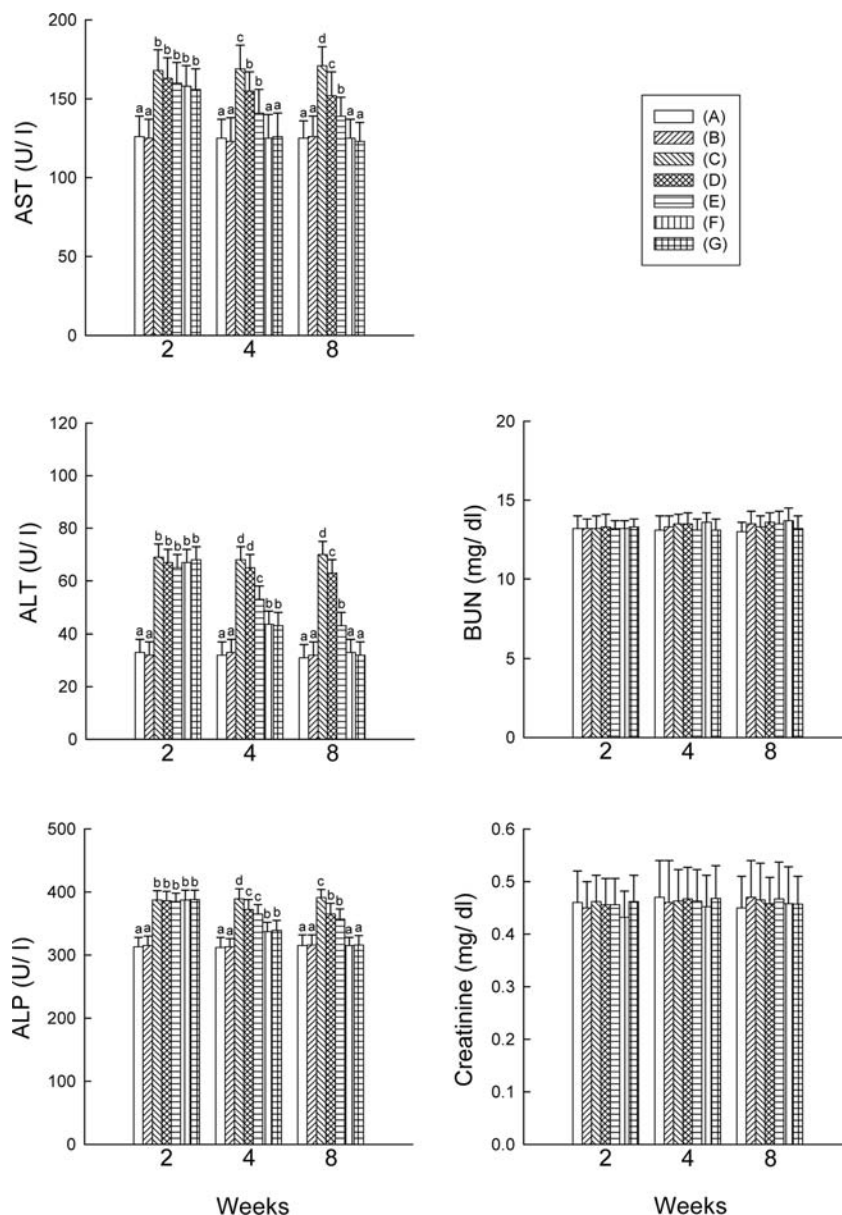 200
150
100
50
0
AST (U/ l)
a a b b b b b
a a c b b a a
a a d c b a a
2 4 8
(A)
(B)
(C)
(D)
(E)
(F)
(G)
120
100
80
60
40
20
0
ALT (U/ l)
a a b b b b b
a a d d c b b
a a d c b a a
2 4 8
20
15
10
5
0
BUN (mg/ dl)
2 4 8
500
400
300
200
100
0
ALP (U/ l)
a a b b b b b
a a d c c b b
a a c b b a a
2 4 8
Weeks
0.6
0.5
0.4
0.3
0.2
0.1
0.0
Creatinine (mg/ dl)
2 4 8
Weeks